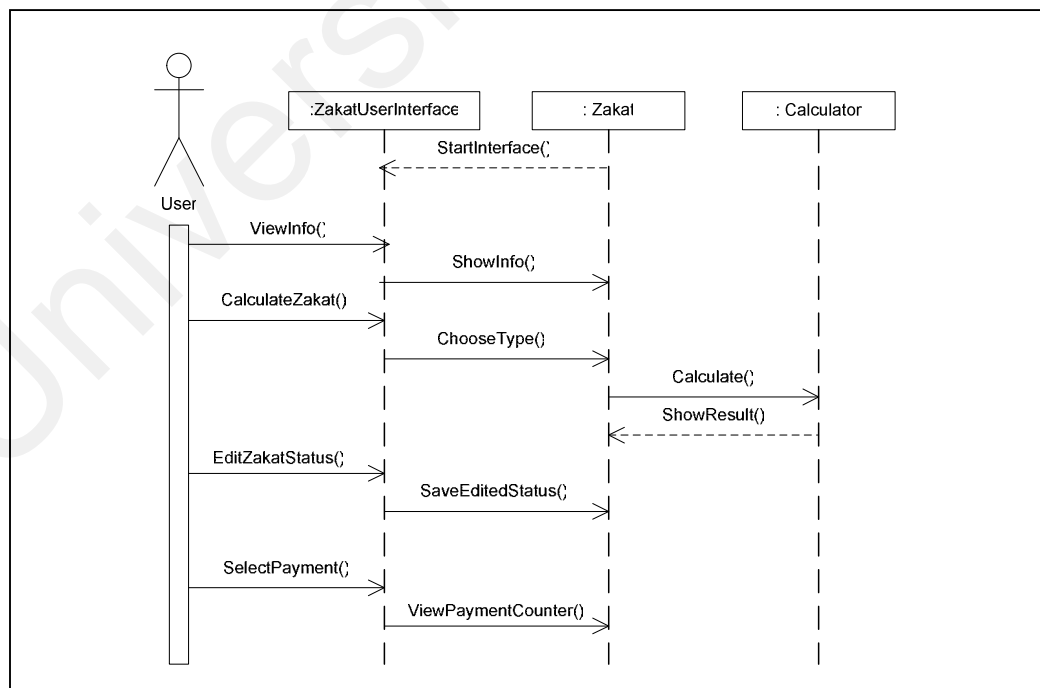 :ZakatUserInterface
: Zakat
: Calculator
StartInterface()
User
ViewInfo()
ShowInfo()
CalculateZakat()
ChooseType()
Calculate()
ShowResult()
EditZakatStatus()
SaveEditedStatus()
SelectPayment()
ViewPaymentCounter()